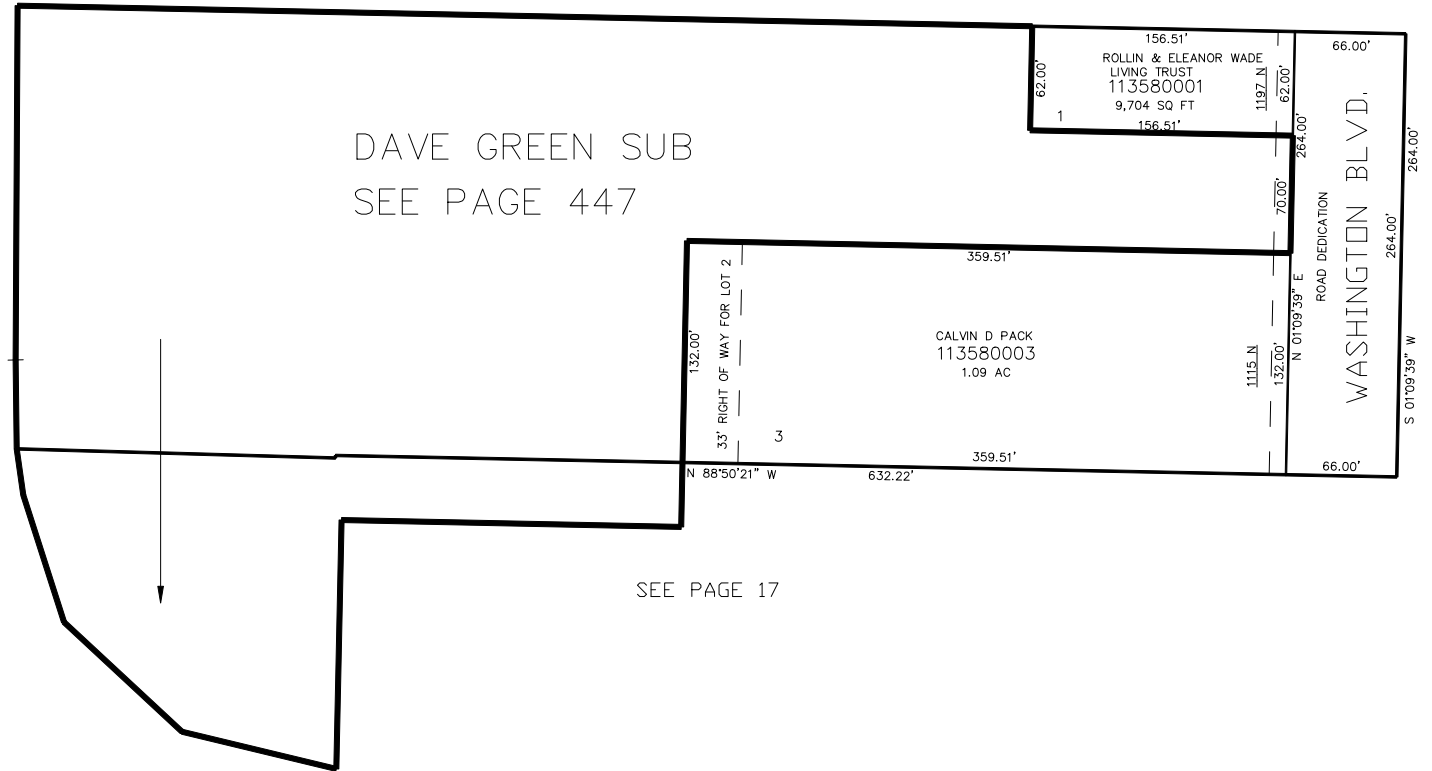 156.51'
66.00'
ROLLIN & ELEANOR WADE
LIVING TRUST
113580001
9,704 SQ FT
62.00'
1197 N
62.00'
1
156.51'
264.00'
DAVE GREEN SUB
SEE PAGE 447
70.00'
ROAD DEDICATION
WASHINGTON BLVD.
264.00'
264.00'
359.51'
33' RIGHT OF WAY FOR LOT 2
132.00'
CALVIN D PACK
113580003
1.09 AC
1115 N
132.00'
N 01°09'39" E
S 01°09'39" W
3
359.51'
66.00'
N 88°50'21" W
632.22'
SEE PAGE 17